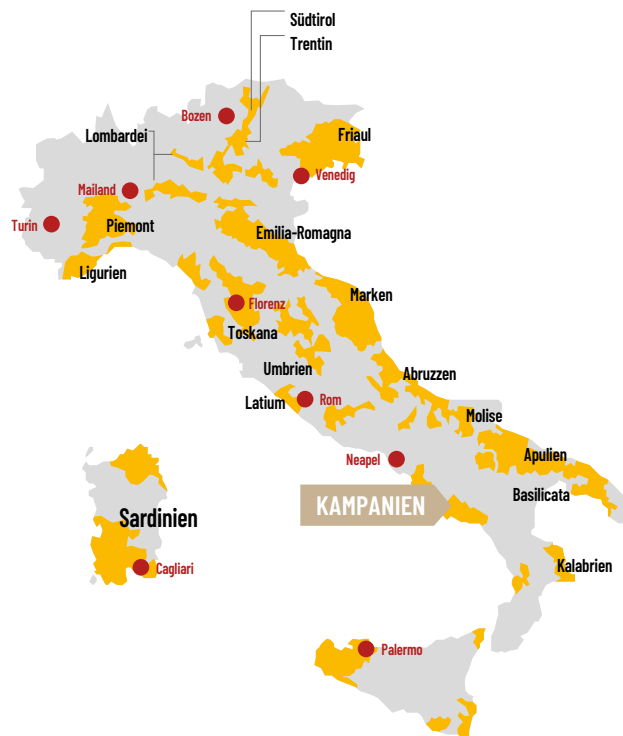 Südtirol
Trentin
Bozen
Lombardei
Friaul
Venedig
Mailand
Turin
Piemont
Emilia-Romagna
Ligurien
Marken
Florenz
Toskana
Umbrien
Abruzzen
Latium
Rom
Molise
Neapel
Apulien
Basilicata
KAMPANIEN
Sardinien
Kalabrien
Cagliari
Palermo